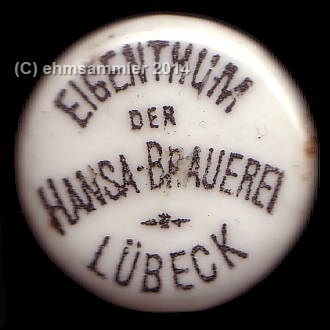 (C) ehmsammler 2014
EIGENTHUM
DER
HANSA-BRAUEREI
LÜBECK